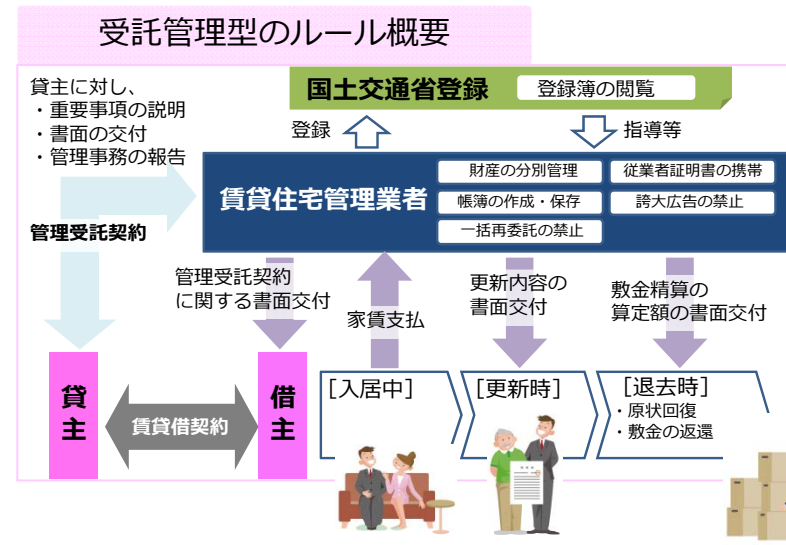 受託管理型のルール概要
貸主に対し、
・重要事項の説明
・書面の交付
・管理事務の報告
国土交通省登録
登録簿の閲覧
登録
指導等
賃貸住宅管理業者
財産の分別管理
従業者証明書の携帯
帳簿の作成・保存
誇大広告の禁止
一括再委託の禁止
管理受託契約
管理受託契約
に関する書面交付
家賃支払
更新内容の
書面交付
敷金精算の
算定額の書面交付
貸主
賃貸借契約
借主
[入居中]
[更新時]
[退去時]
・原状回復
・敷金の返還